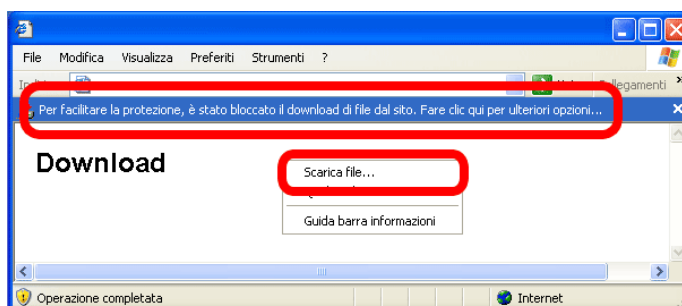 File Modifica Visualizza Preferiti Strumenti ?
Collegamenti
Per facilitare la protezione, è stato bloccato il download di file dal sito. Fare clic qui per ulteriori opzioni...
Download
Scarica file...
Guida barra informazioni
Operazione completata Internet